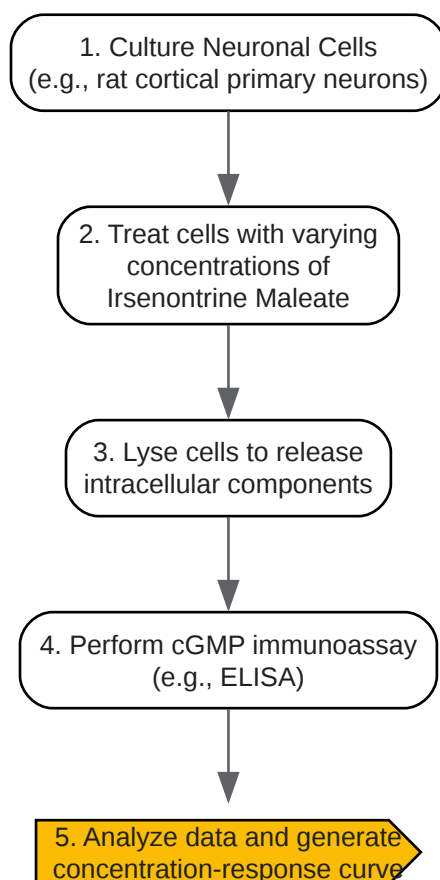 1. Culture Neuronal Cells
(e.g., rat cortical primary neurons)
2. Treat cells with varying
concentrations of
Irsenontrine Maleate
3. Lyse cells to release
intracellular components
4. Perform cGMP immunoassay
(e.g., ELISA)
5. Analyze data and generate
concentration-response curve